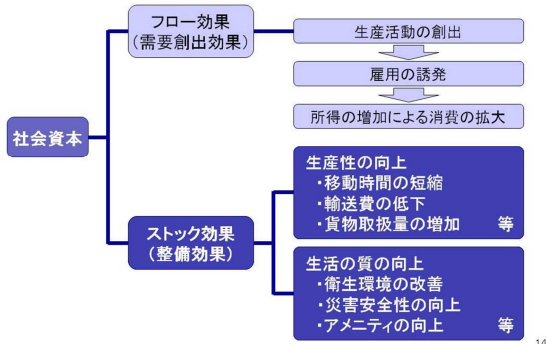 社会資本
フロー効果
(需要創出効果)
生産活動の創出
雇用の誘発
所得の増加による消費の拡大
ストック効果
(整備効果)
生産性の向上
・移動時間の短縮
・輸送費の低下
・貨物取扱量の増加 等
生活の質の向上
・衛生環境の改善
・災害安全性の向上
・アメニティの向上 等
14